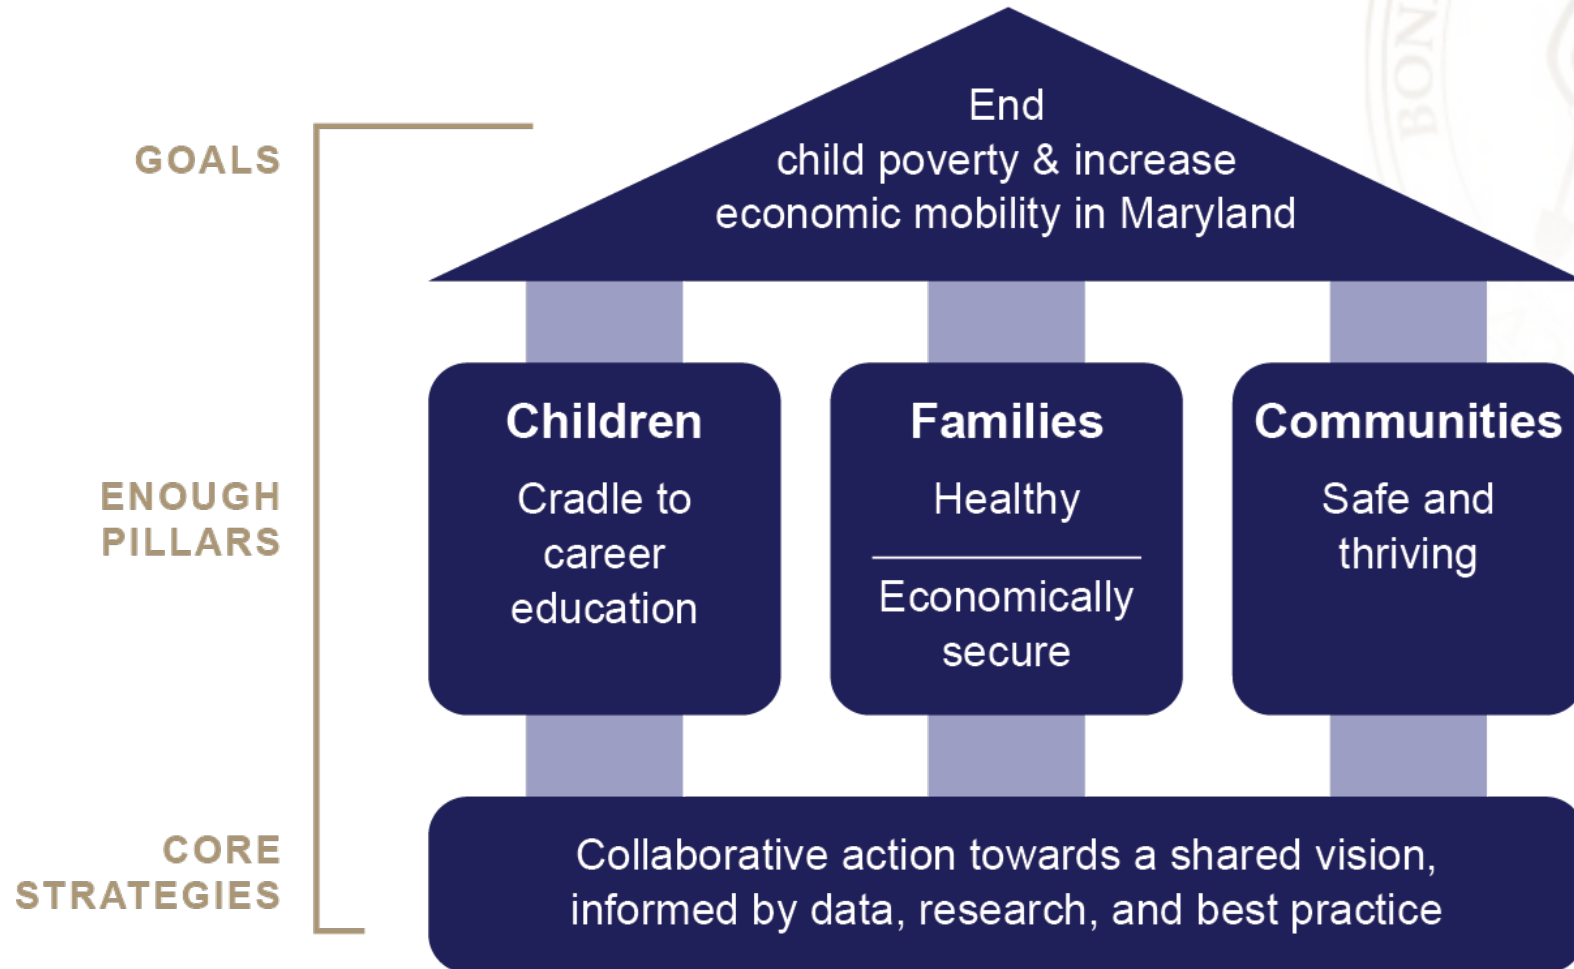 GOALS
End
child poverty & increase
economic mobility in Maryland
ENOUGH
PILLARS
Children
Cradle to
career
education
Families
Healthy
Economically
secure
Communities
Safe and
thriving
CORE
STRATEGIES
Collaborative action towards a shared vision,
informed by data, research, and best practice
BON